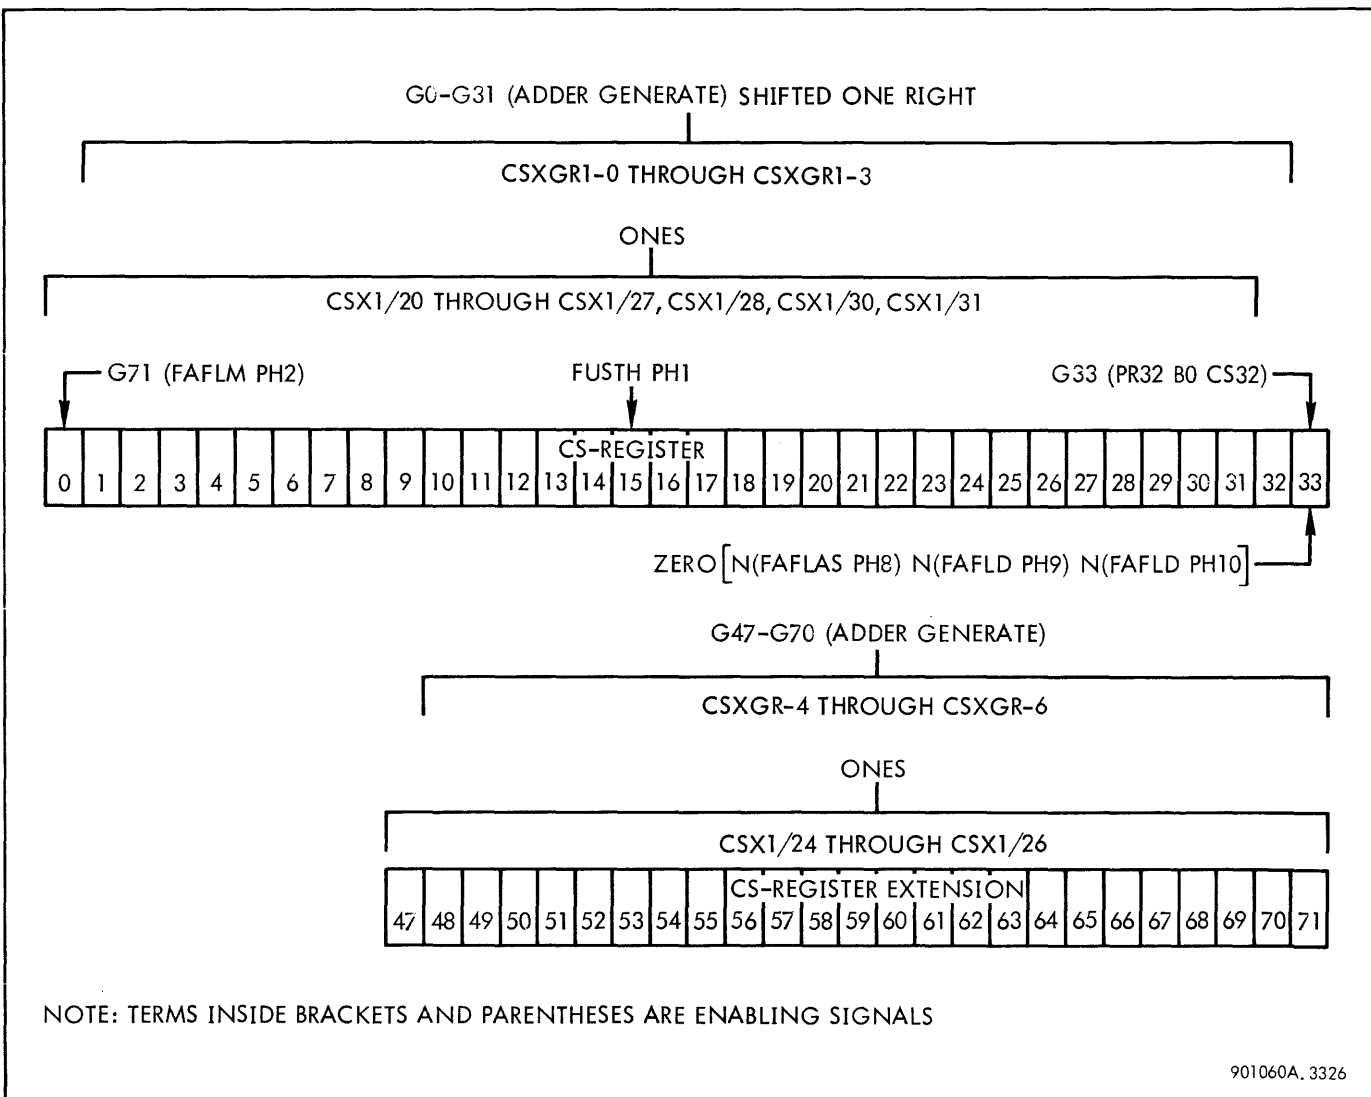 G0-G31 (ADDER GENERATE) SHIFTED ONE RIGHT
CSXGR1-0 THROUGH CSXGR1-3
ONES
CSX1/20 THROUGH CSX1/27, CSX1/28, CSX1/30, CSX1/31
G71 (FAFLM PH2) FUSTH PH1 G33 (PR32 B0 CS32)
CS-REGISTER
0 1 2 3 4 5 6 7 8 9 10 11 12 13 14 15 16 17 18 19 20 21 22 23 24 25 26 27 28 29 30 31 32 33
ZERO [N(FAFLAS PH8) N(FAFLD PH9) N(FAFLD PH10]
G47-G70 (ADDER GENERATE)
CSXGR-4 THROUGH CSXGR-6
ONES
CSX1/24 THROUGH CSX1/26
CS-REGISTER EXTENSION
47 48 49 50 51 52 53 54 55 56 57 58 59 60 61 62 63 64 65 66 67 68 69 70 71
NOTE: TERMS INSIDE BRACKETS AND PARENTHESES ARE ENABLING SIGNALS
901060A. 3326